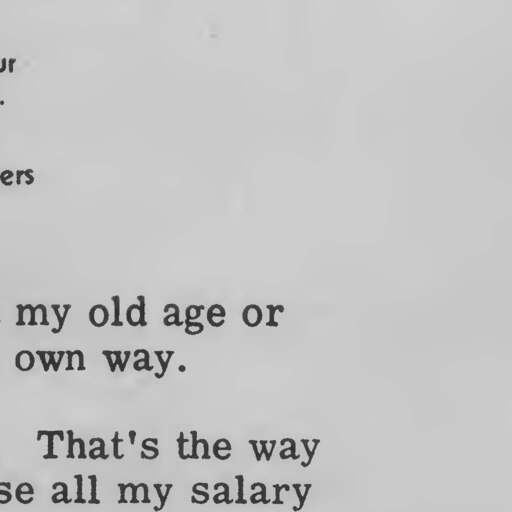 ur
.
ers
my old age or
own way.
That's the way
se all my salary